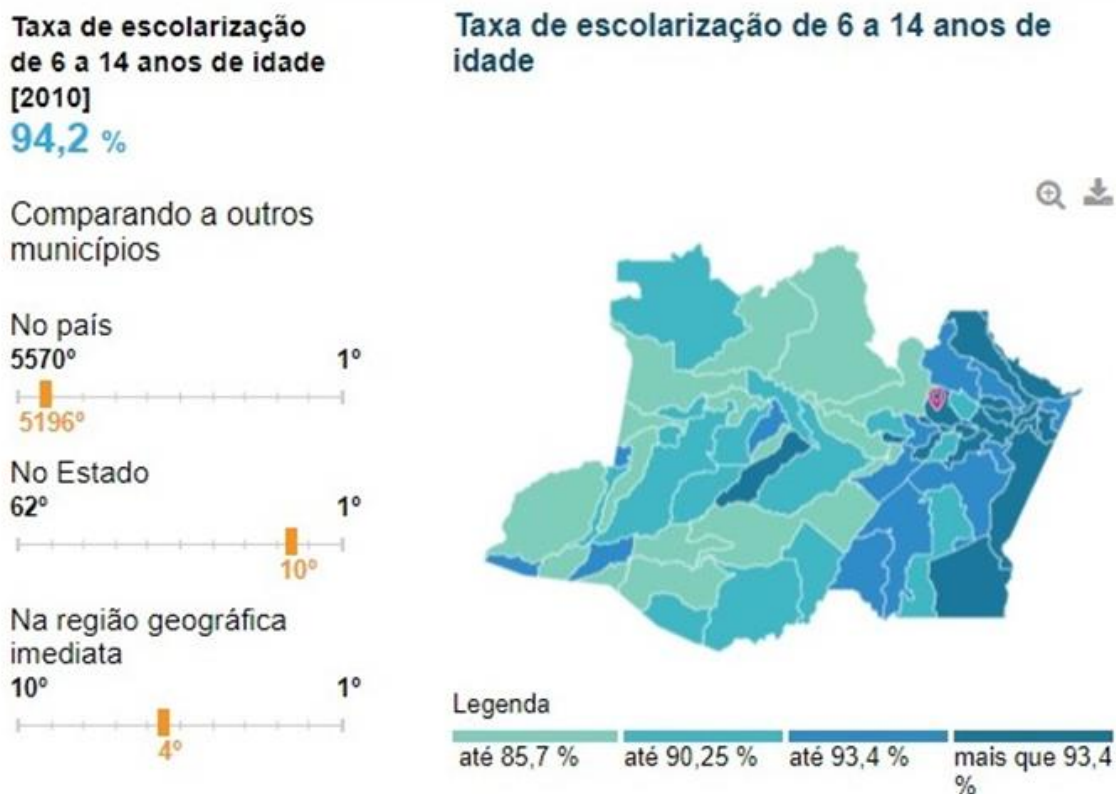 Taxa de escolarização
de 6 a 14 anos de idade
[2010]
94,2 %
Comparando a outros
municípios
No país
5570º 1º
5196º
No Estado
62º 1º
10º
Na região geográfica
imediata
10º 1º
4º
Taxa de escolarização de 6 a 14 anos de
idade
Legenda
até 85,7 % até 90,25 % até 93,4 % mais que 93,4
%